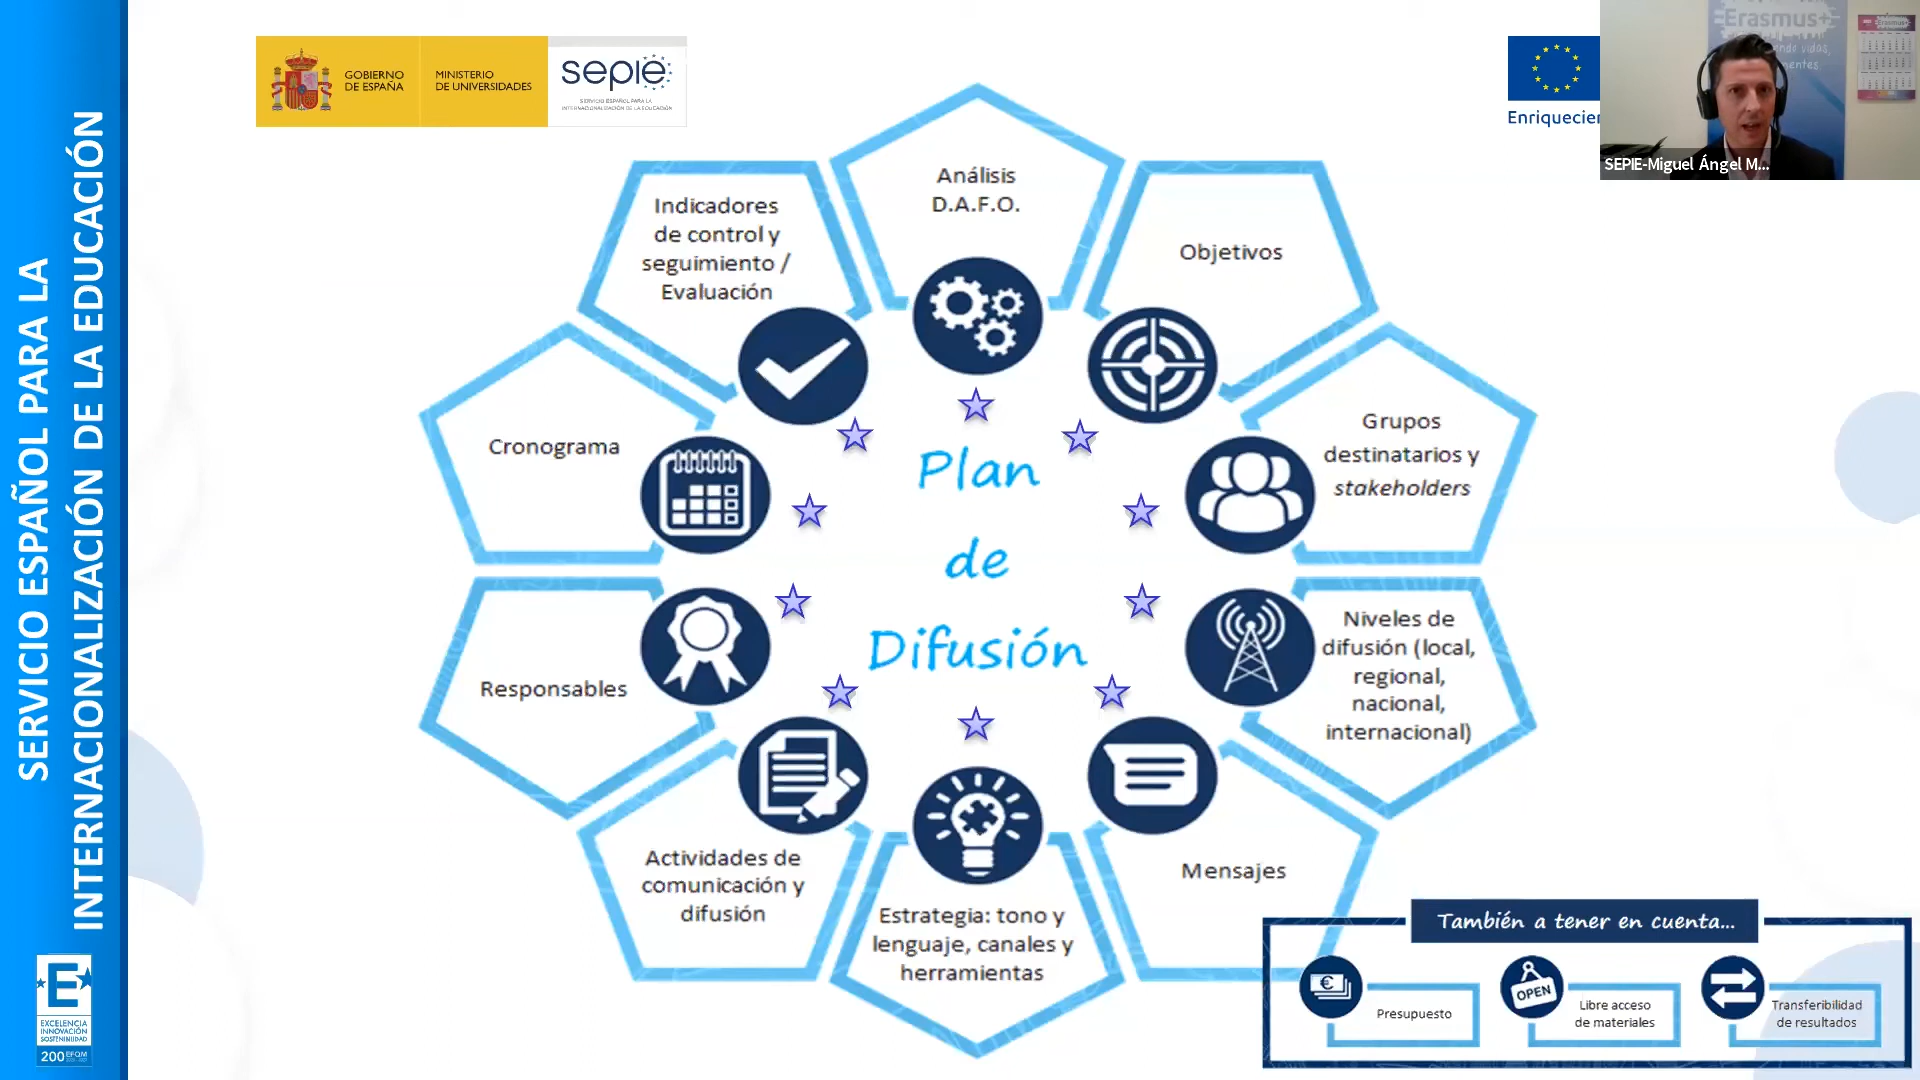 SERVICIO ESPAÑOL PARA LA
INTERNACIONALIZACIÓN DE LA EDUCACIÓN
EXCELENCIA
INNOVACIÓN
SOSTENIBILIDAD
200 EFQM
GOBIERNO
DE ESPAÑA
MINISTERIO
DE UNIVERSIDADES
sepie
SERVICIO ESPAÑOL PARA LA
INTERNACIONALIZACIÓN DE LA EDUCACIÓN
Erasmus+
SEPIE-Miguel Ángel M...
Análisis
D.A.F.O.
Objetivos
Grupos
destinatarios y
stakeholders
Niveles de
difusión (local,
regional,
nacional,
internacional)
Mensajes
Estrategia: tono y
lenguaje, canales y
herramientas
Actividades de
comunicación y
difusión
Responsables
Cronograma
Indicadores
de control y
seguimiento /
Evaluación
Plan
de
Difusión
También a tener en cuenta...
€
Presupuesto
OPEN
Libre acceso
de materiales
Transferibilidad
de resultados